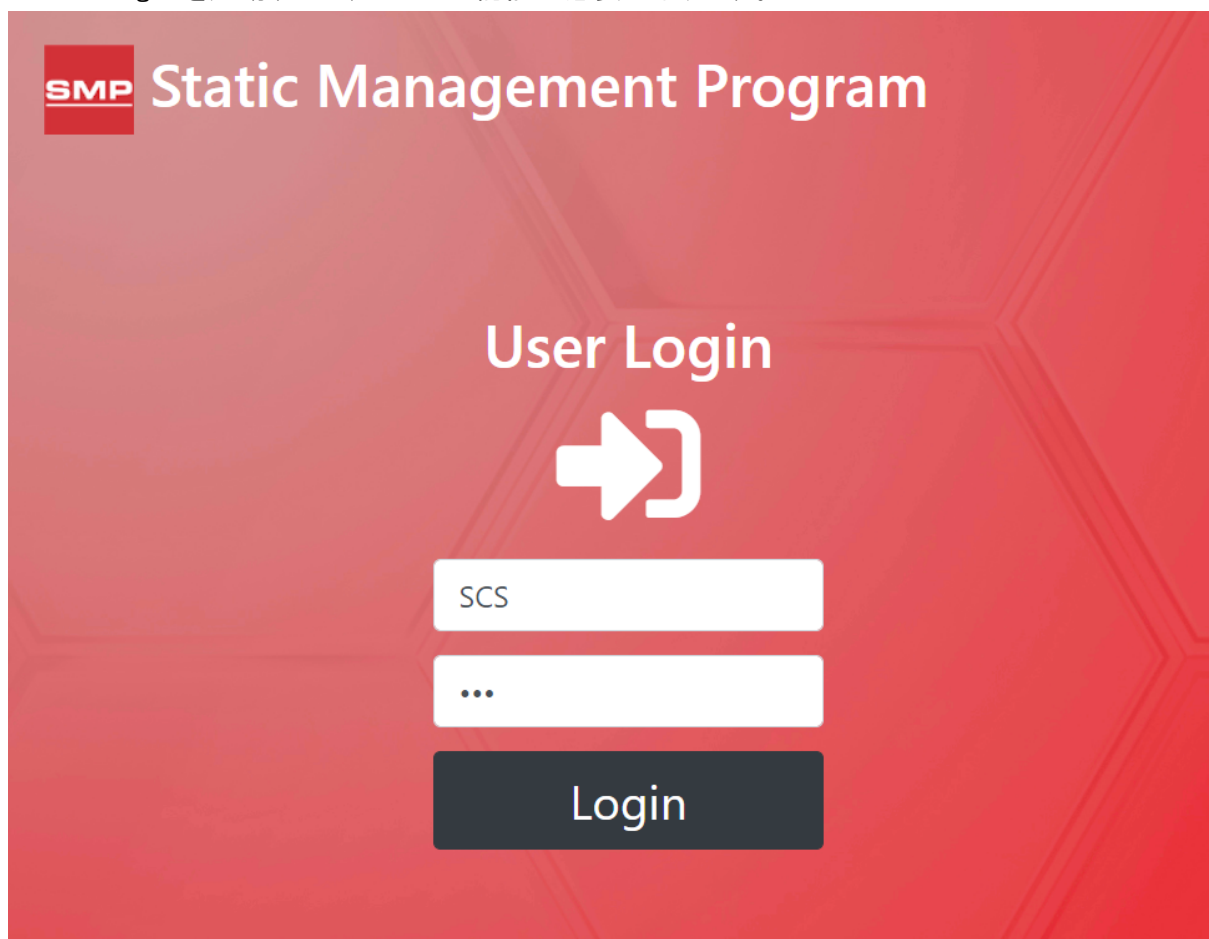 SMP Static Management Program
User Login
SCS
•••
Login